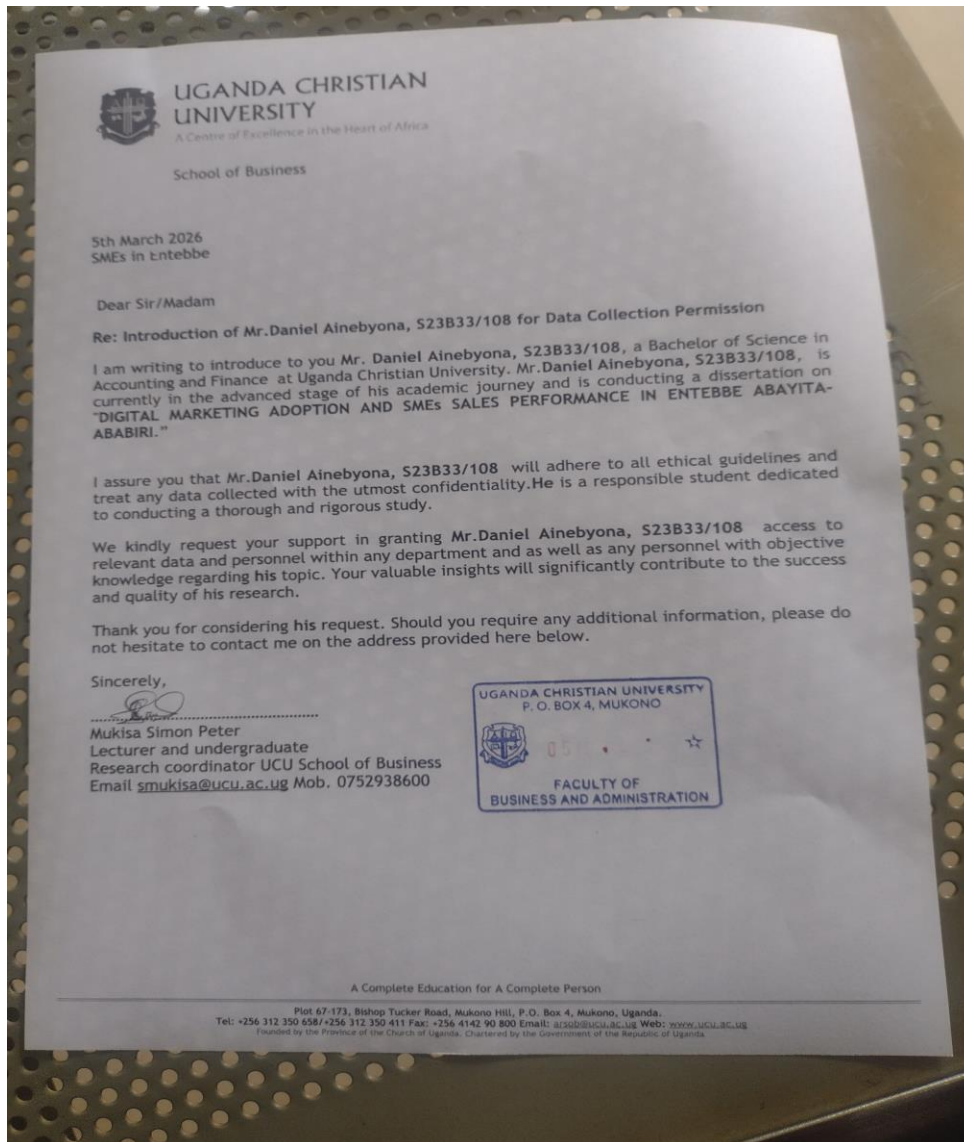 UGANDA CHRISTIAN
UNIVERSITY
A Centre of Excellence in the Heart of Africa
School of Business
5th March 2026
SMEs in Entebbe
Dear Sir/Madam
Re: Introduction of Mr.Daniel Ainebyona, S23B33/108 for Data Collection Permission
I am writing to introduce to you Mr. Daniel Ainebyona, S23B33/108, a Bachelor of Science in
Accounting and Finance at Uganda Christian University. Mr.Daniel Ainebyona, S23B33/108, is
currently in the advanced stage of his academic journey and is conducting a dissertation on
"DIGITAL MARKETING ADOPTION AND SMEs SALES PERFORMANCE IN ENTEBBE ABAYITA-
ABABIRI."
I assure you that Mr.Daniel Ainebyona, S23B33/108 will adhere to all ethical guidelines and
treat any data collected with the utmost confidentiality.He is a responsible student dedicated
to conducting a thorough and rigorous study.
We kindly request your support in granting Mr.Daniel Ainebyona, S23B33/108 access to
relevant data and personnel within any department and as well as any personnel with objective
knowledge regarding his topic. Your valuable insights will significantly contribute to the success
and quality of his research.
Thank you for considering his request. Should you require any additional information, please do
not hesitate to contact me on the address provided here below.
Sincerely,
Mukisa Simon Peter
Lecturer and undergraduate
Research coordinator UCU School of Business
Email smukisa@ucu.ac.ug Mob. 0752938600
UGANDA CHRISTIAN UNIVERSITY
P. O. BOX 4, MUKONO
05
FACULTY OF
BUSINESS AND ADMINISTRATION
A Complete Education for A Complete Person
Plot 67-173, Bishop Tucker Road, Mukono Hill, P.O. Box 4, Mukono, Uganda.
Tel: +256 312 350 658/+256 312 350 411 Fax: +256 4142 90 800 Email: arsob@ucu.ac.ug Web: www.ucu.ac.ug
Founded by the Province of the Church of Uganda. Chartered by the Government of the Republic of Uganda